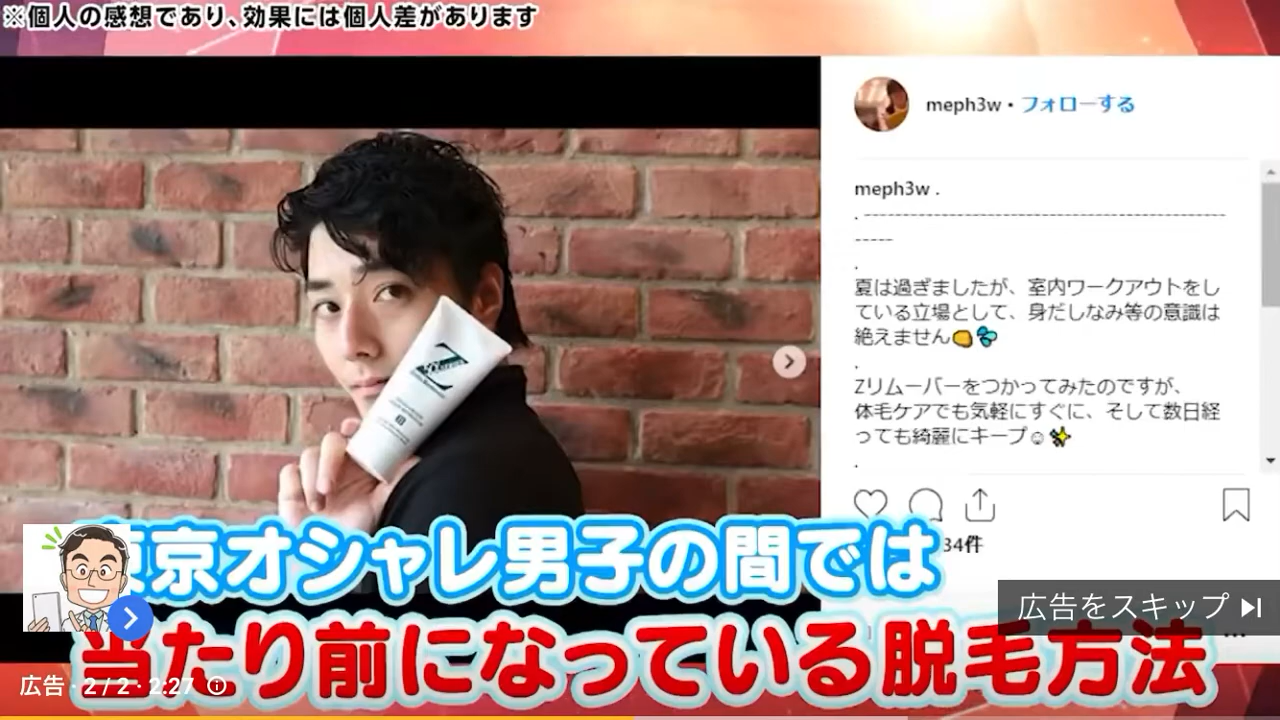 ※個人の感想であり、効果には個人差があります
meph3w • フォローする
meph3w .
. ---------------------------------------------------
-----
.
夏は過ぎましたが、室内ワークアウトをし
ている立場として、身だしなみ等の意識は
絶えません
.
Zリムーバーをつかってみたのですが、
体毛ケアでも気軽にすぐに、そして数日経
っても綺麗にキープ☺✨
.
Z
34件
京オシャレ男子の間では
広告をスキップ
当たり前になっている脱毛方法
広告 · 2 / 2 · 2:27